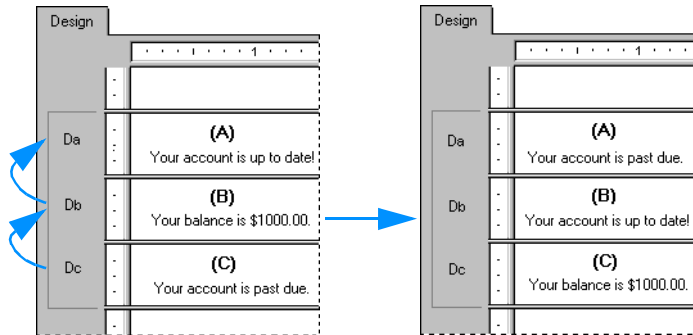 Design
1
Da
(A)
Your account is up to date!
Db
(B)
Your balance is $1000.00.
Dc
(C)
Your account is past due.
Design
1
Da
(A)
Your account is past due.
Db
(B)
Your account is up to date!
Dc
(C)
Your balance is $1000.00.